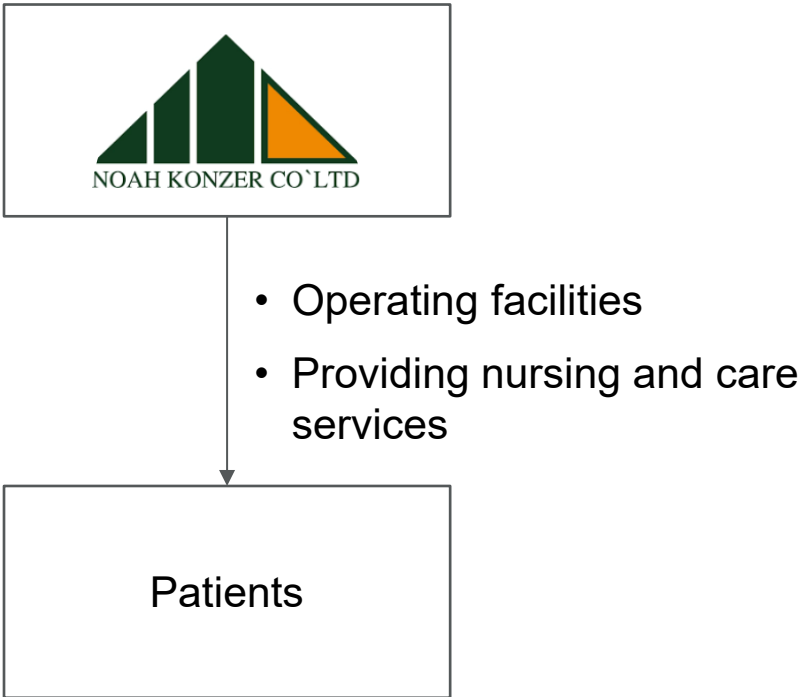 NOAH KONZER CO`LTD
• Operating facilities
• Providing nursing and care
services
Patients